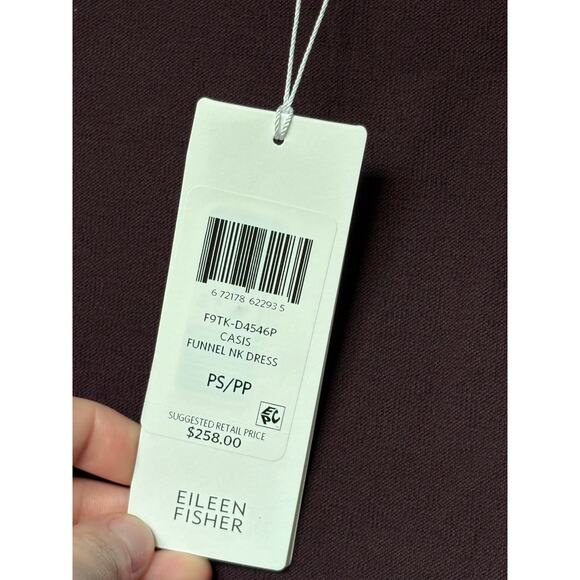 6 72178 62293 5
F9TK-D4546P
CASIS
FUNNEL NK DRESS
PS/PP
SUGGESTED RETAIL PRICE
$258.00
EILEEN
FISHER